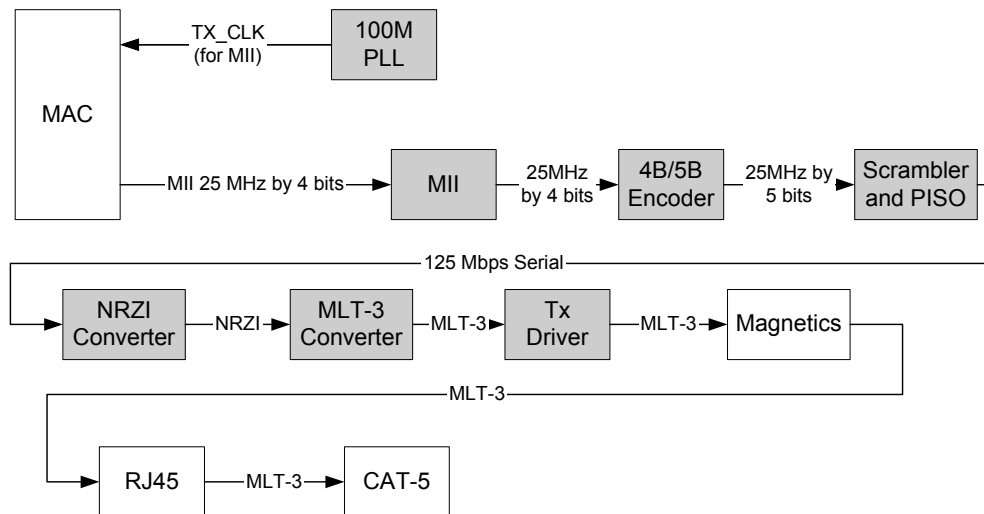 TX_CLK
(for MII)
100M
PLL
MAC
MII 25 MHz by 4 bits
MII
25MHz
by 4 bits
4B/5B
Encoder
25MHz by
5 bits
Scrambler
and PISO
125 Mbps Serial
NRZI
Converter
NRZI
MLT-3
Converter
MLT-3
Tx
Driver
MLT-3
Magnetics
MLT-3
RJ45
MLT-3
CAT-5